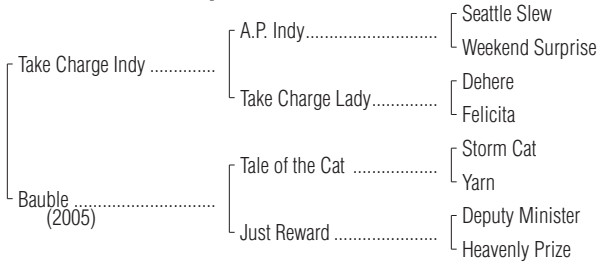 Seattle Slew
A.P. Indy..........................
Weekend Surprise
Take Charge Indy .............
Dehere
Take Charge Lady.............
Felicita
Storm Cat
Tale of the Cat .................
Yarn
Bauble ............................
(2005)
Deputy Minister
Just Reward .....................
Heavenly Prize